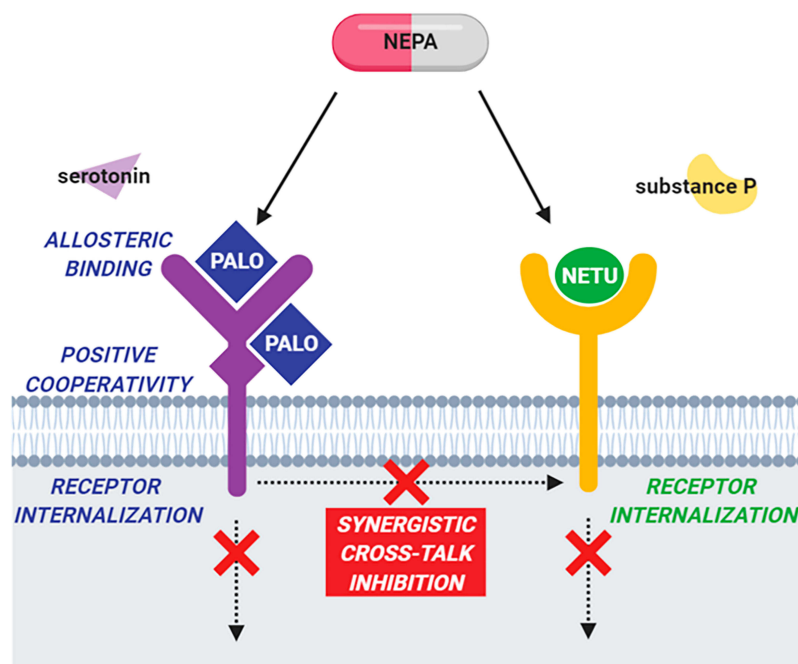 NEPA
serotonin
substance P
ALLOSTERIC
BINDING
PALO
NETU
PALO
POSITIVE
COOPERATIVITY
RECEPTOR
INTERNALIZATION
SYNERGISTIC
CROSS-TALK
INHIBITION
RECEPTOR
INTERNALIZATION